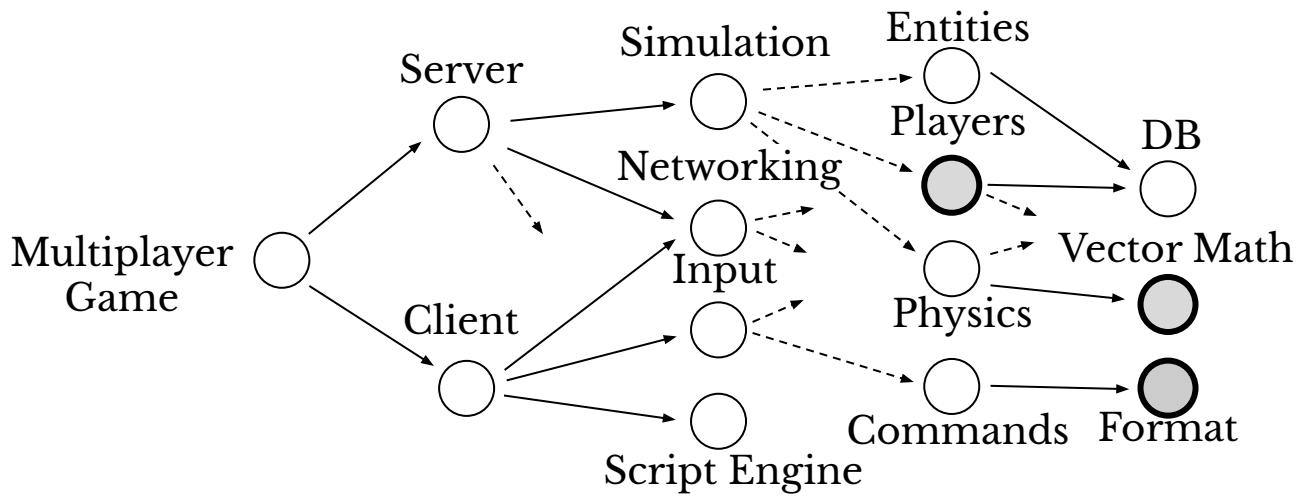 Entities
Simulation
Server
Players
DB
Networking
Multiplayer
Game
Vector Math
Input
Client
Physics
Commands
Format
Script Engine